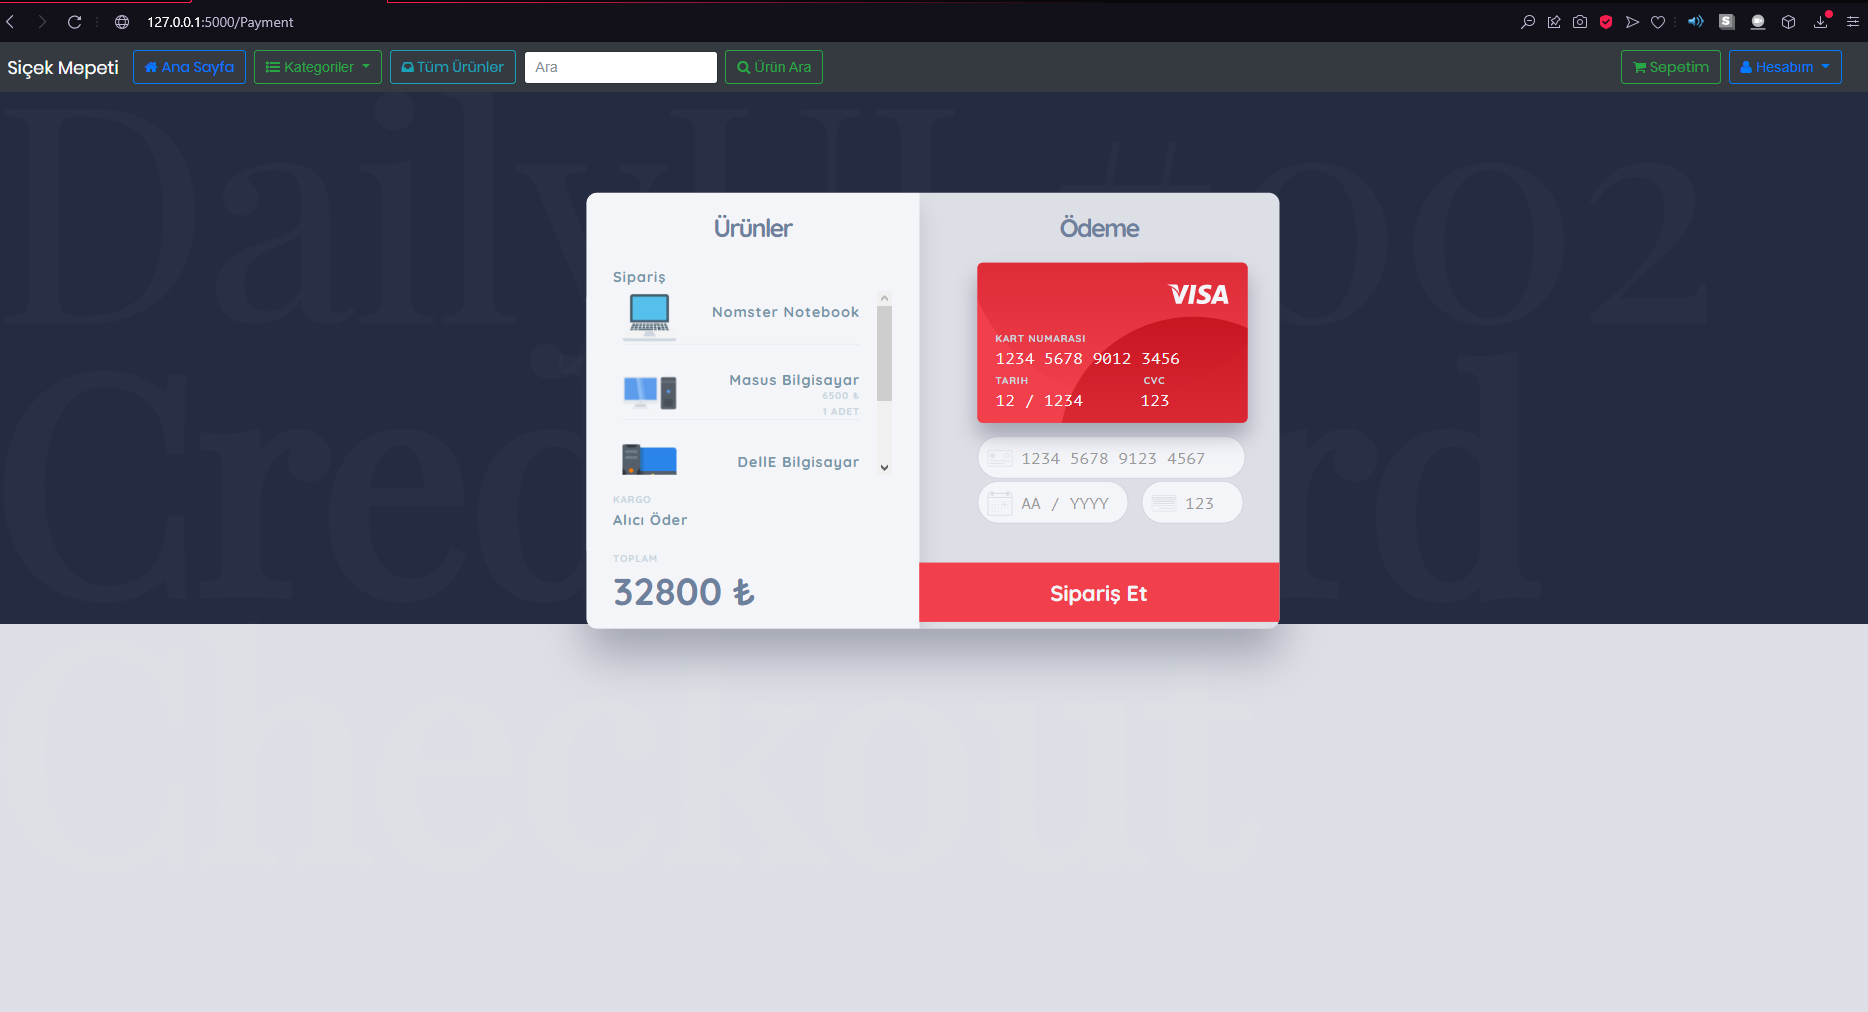 127.0.0.1:5000/Payment
Siçek Mepeti
Ana Sayfa
Kategoriler
Tüm Ürünler
Ara
Ürün Ara
Sepetim
Hesabım
DailyUI #002
Credit Card
Checkout
Ürünler
Sipariş
Nomster Notebook
Masus Bilgisayar
6500 ₺
1 ADET
DellE Bilgisayar
KARGO
Alıcı Öder
TOPLAM
32800 ₺
Ödeme
VISA
KART NUMARASI
1234 5678 9012 3456
TARIH CVC
12 / 1234 123
1234 5678 9123 4567
AA / YYYY 123
Sipariş Et